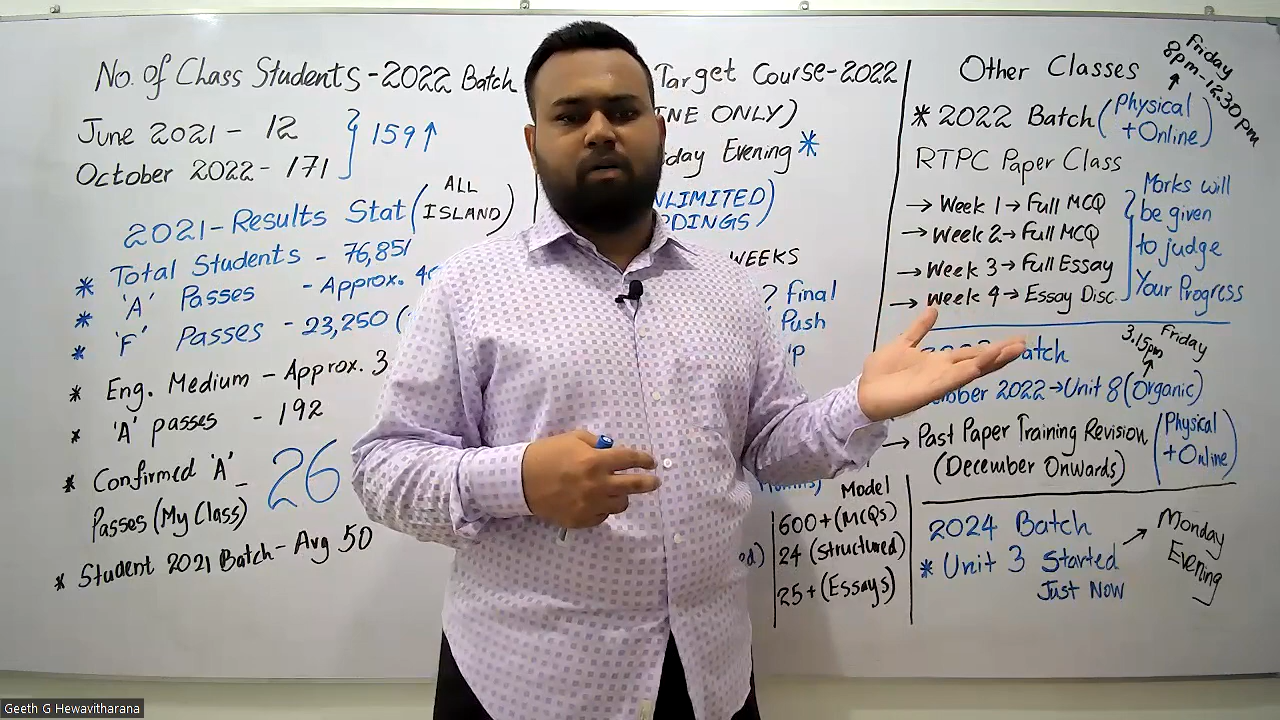 No. of Class Students - 2022 Batch
June 2021 - 12
October 2022 - 171
159↑
2021 - Results Stat (ALL ISLAND)
* Total Students - 76,851
* 'A' Passes - Approx.
* 'F' Passes - 23,250
* Eng. Medium - Approx. 3
* 'A' passes - 192
* Confirmed 'A' Passes (My Class) - 26
* Student 2021 Batch - Avg 50
Target Course - 2022
ONLY)
Evening *
WEEKS
Final
Push
Model
600+ (MCQs)
24 (Structured)
25+ (Essays)
Other Classes
Friday
8pm-12.30pm
* 2022 Batch (Physical + Online)
RTPC Paper Class
→ Week 1 → Full MCQ
→ Week 2 → Full MCQ
→ Week 3 → Full Essay
→ Week 4 → Essay Disc.
Marks will
be given
to judge
Your Progress
Batch
3.15pm Friday
2022 → Unit 8 (Organic)
→ Past Paper Training Revision
(December Onwards)
(Physical + Online)
2024 Batch
* Unit 3 Started
Just Now
Monday
Evening
Geeth G Hewavitharana